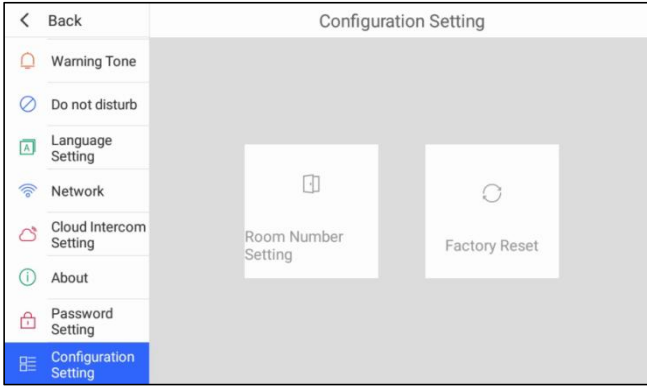 Back
Configuration Setting
Warning Tone
Do not disturb
Language
Setting
Network
Cloud Intercom
Setting
About
Password
Setting
Configuration
Setting
Room Number
Setting
Factory Reset